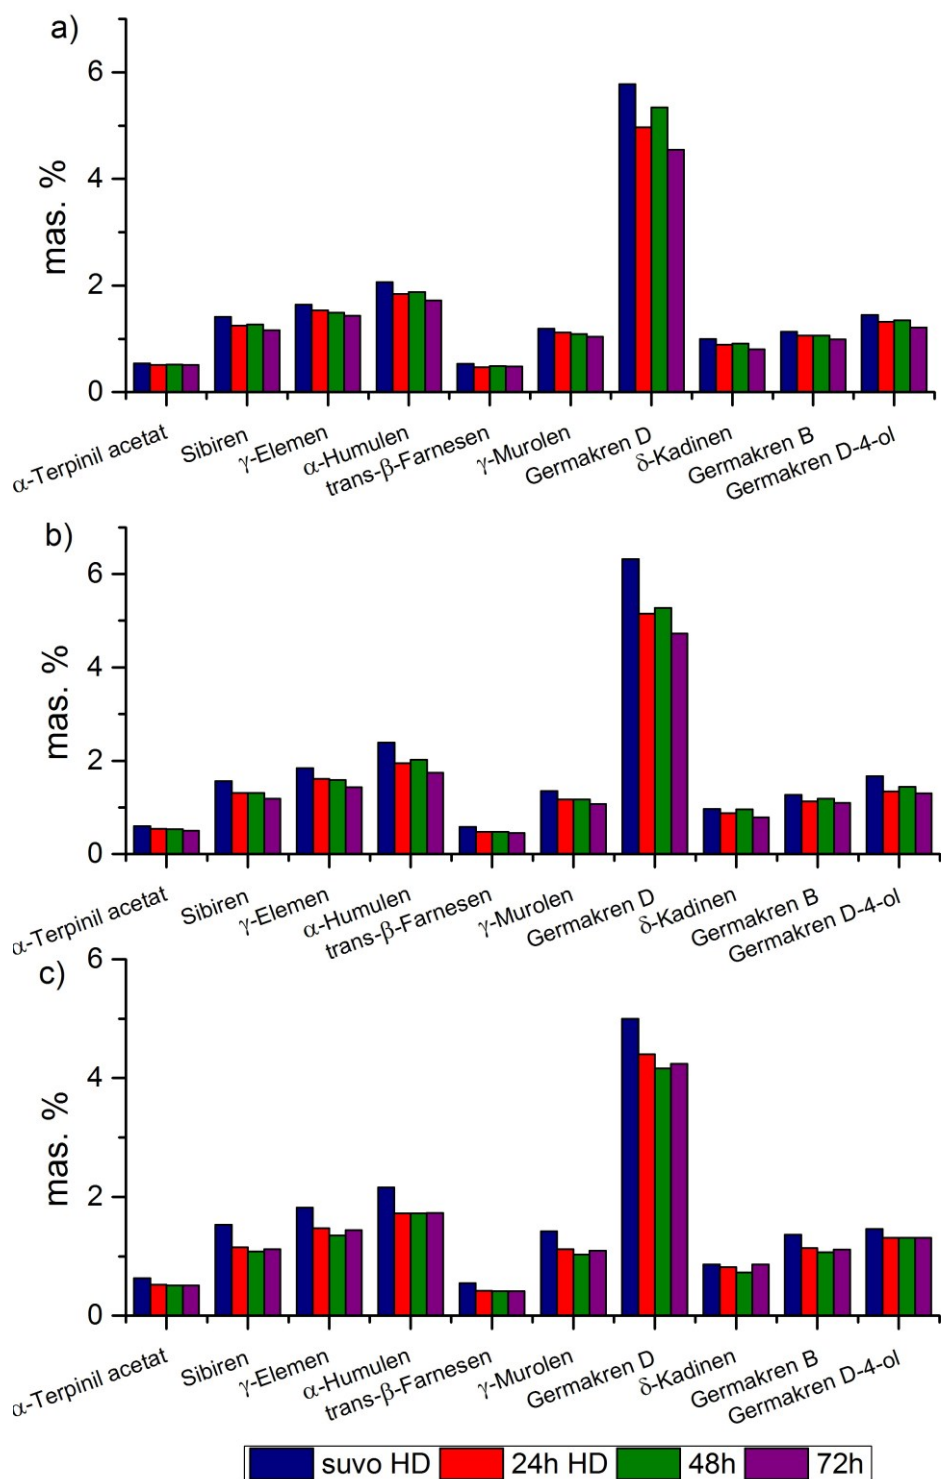 a)
6
4
2
0
mas. %
α-Terpinil acetat
Sibiren
γ-Elemen
α-Humulen
trans-β-Farnesen
γ-Murolen
Germakren D
δ-Kadinen
Germakren B
Germakren D-4-ol
b)
6
4
2
0
mas. %
α-Terpinil acetat
Sibiren
γ-Elemen
α-Humulen
trans-β-Farnesen
γ-Murolen
Germakren D
δ-Kadinen
Germakren B
Germakren D-4-ol
c)
6
4
2
0
mas. %
α-Terpinil acetat
Sibiren
γ-Elemen
α-Humulen
trans-β-Farnesen
γ-Murolen
Germakren D
δ-Kadinen
Germakren B
Germakren D-4-ol
suvo HD 24h HD 48h 72h